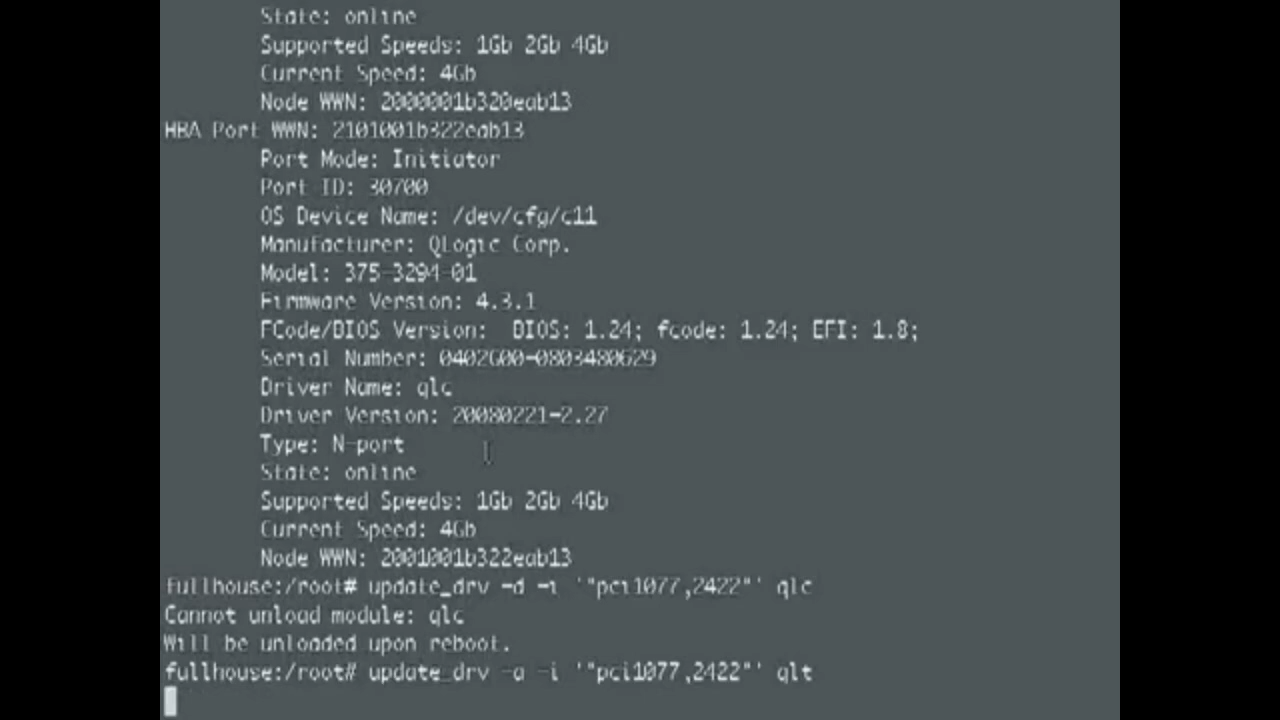 State: online
Supported Speeds: 1Gb 2Gb 4Gb
Current Speed: 4Gb
Node WWN: 2000001b320eab13
HBA Port WWN: 2101001b322eab13
Port Mode: Initiator
Port ID: 30700
OS Device Name: /dev/cfg/c11
Manufacturer: QLogic Corp.
Model: 375-3294-01
Firmware Version: 4.3.1
FCode/BIOS Version:  BIOS: 1.24; fcode: 1.24; EFI: 1.8;
Serial Number: 0402G00-0803480629
Driver Name: qlc
Driver Version: 20080221-2.27
Type: N-port
State: online
Supported Speeds: 1Gb 2Gb 4Gb
Current Speed: 4Gb
Node WWN: 2001001b322eab13
fullhouse:/root# update_drv -d -i '"pci1077,2422"' qlc
Cannot unload module: qlc
Will be unloaded upon reboot.
fullhouse:/root# update_drv -a -i '"pci1077,2422"' qlt